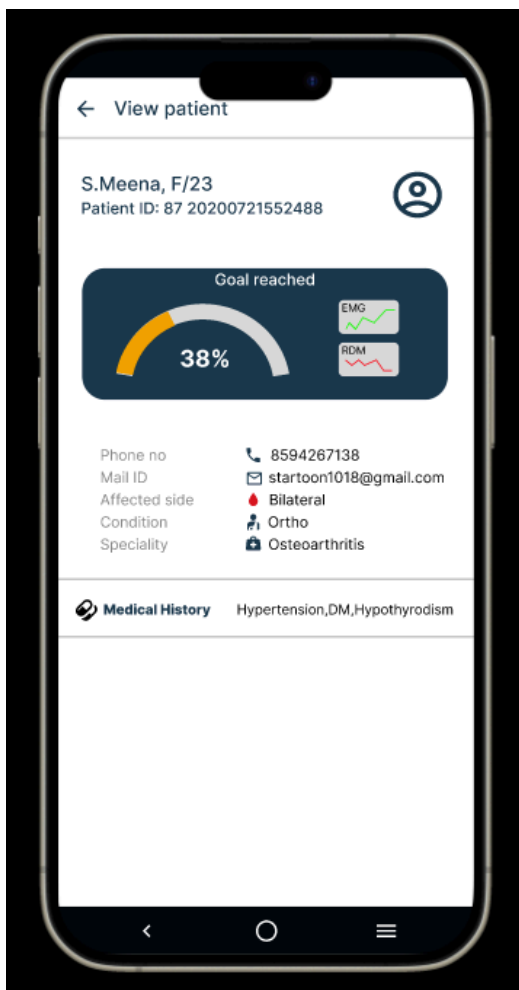 View patient
S.Meena, F/23
Patient ID: 87 20200721552488
Goal reached
EMG
38%
RDM
Phone no 8594267138
Mail ID startoon1018@gmail.com
Affected side Bilateral
Condition Ortho
Speciality Osteoarthritis
Medical History Hypertension,DM,Hypothyrodism